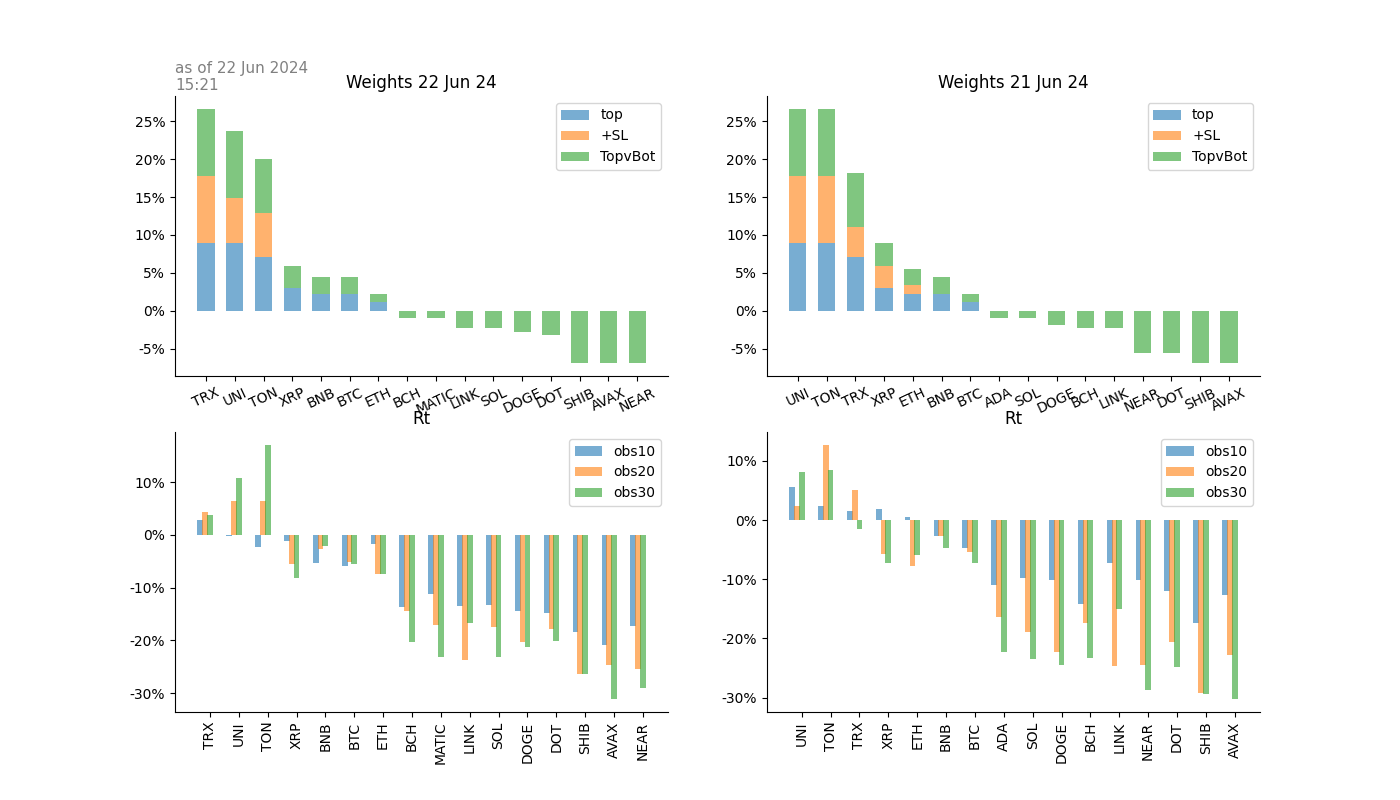 as of 22 Jun 2024
15:21
Weights 22 Jun 24
25%
20%
15%
10%
5%
0%
-5%
top
+SL
TopvBot
TRX UNI TON XRP BNB BTC ETH BCH MATIC LINK SOL DOGE DOT SHIB AVAX NEAR
Weights 21 Jun 24
25%
20%
15%
10%
5%
0%
-5%
top
+SL
TopvBot
UNI TON TRX XRP ETH BNB BTC ADA SOL DOGE BCH LINK NEAR DOT SHIB AVAX
Rt
10%
0%
-10%
-20%
-30%
obs10
obs20
obs30
TRX UNI TON XRP BNB BTC ETH BCH MATIC LINK SOL DOGE DOT SHIB AVAX NEAR
Rt
10%
0%
-10%
-20%
-30%
obs10
obs20
obs30
UNI TON TRX XRP ETH BNB BTC ADA SOL DOGE BCH LINK NEAR DOT SHIB AVAX